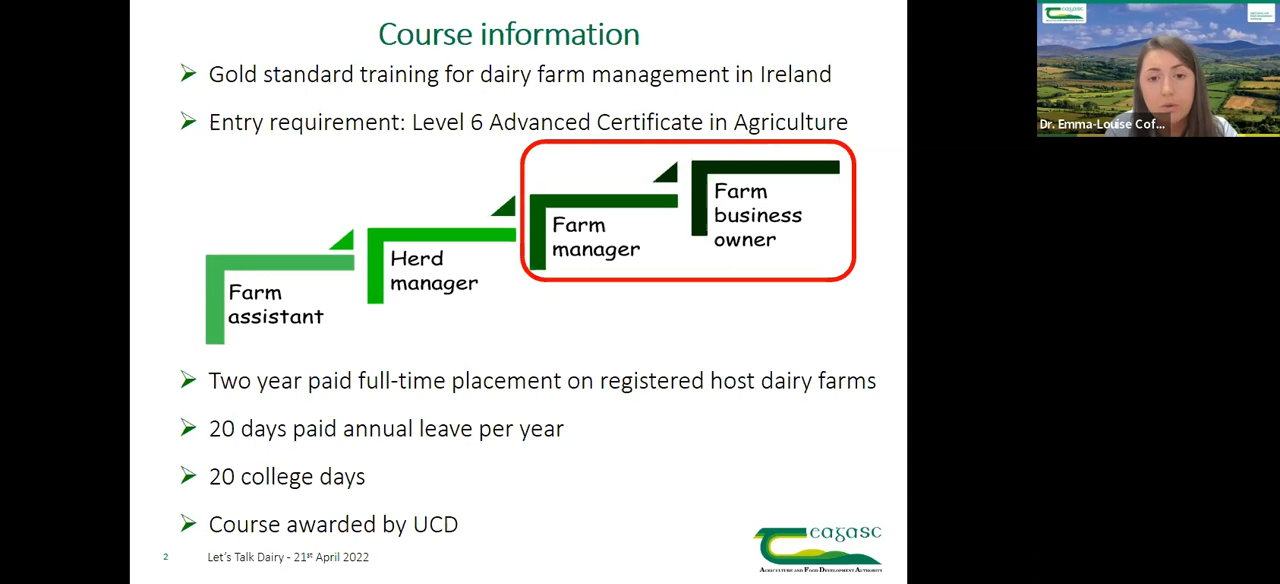 Course information
Gold standard training for dairy farm management in Ireland
Entry requirement: Level 6 Advanced Certificate in Agriculture
Farm
assistant
Herd
manager
Farm
manager
Farm
business
owner
Two year paid full-time placement on registered host dairy farms
20 days paid annual leave per year
20 college days
Course awarded by UCD
2
Let's Talk Dairy - 21st April 2022
eagasc
AGRICULTURE AND FOOD DEVELOPMENT AUTHORITY
eagasc
Dr. Emma-Louise Cof...